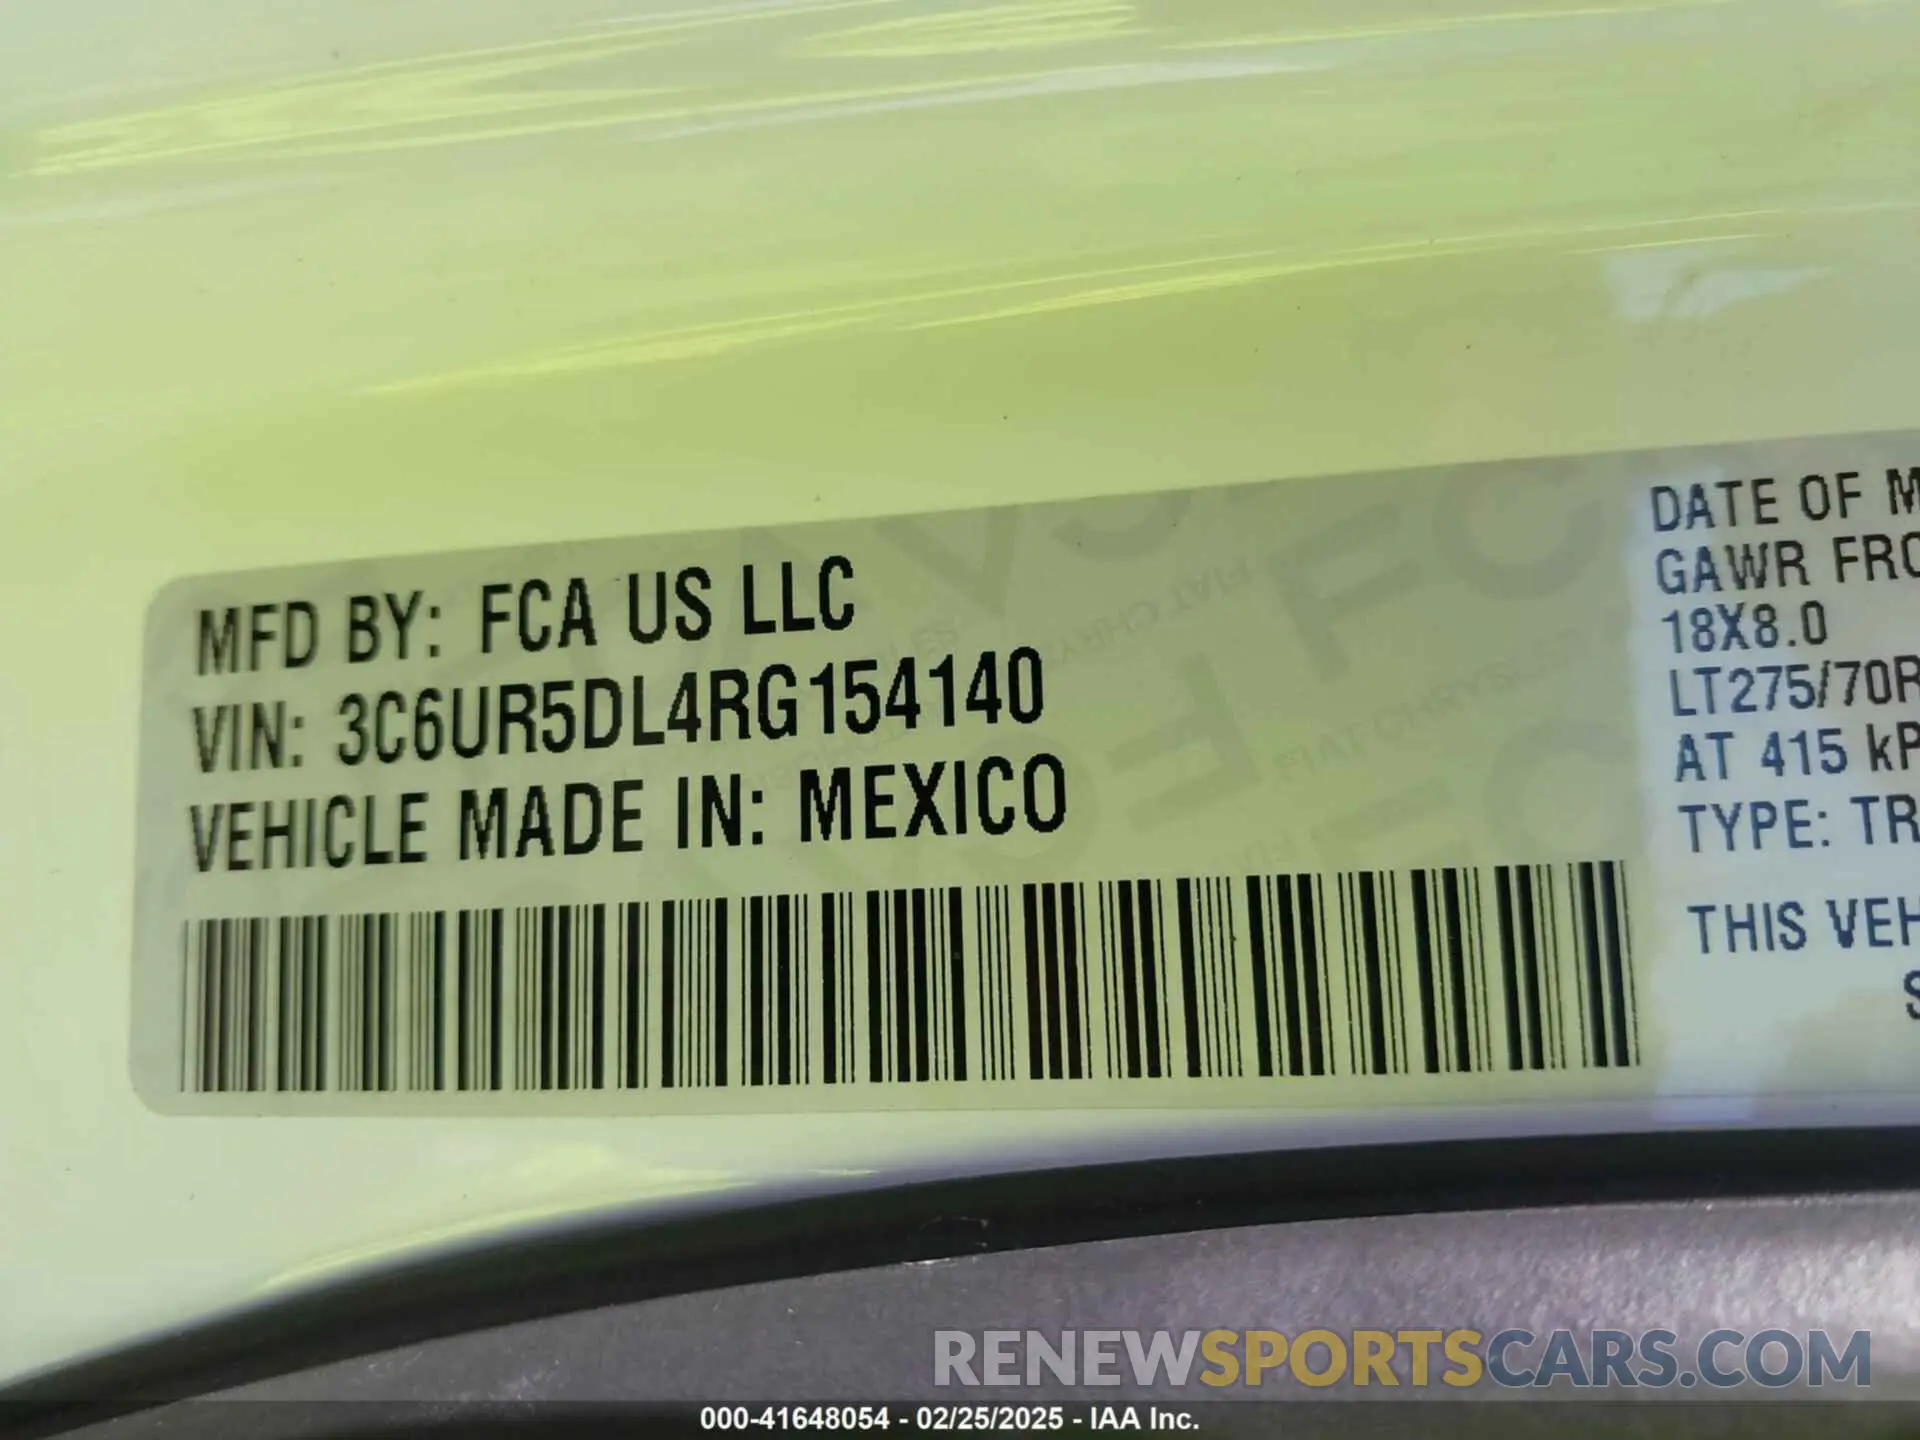 MFD BY: FCA US LLC
VIN: 3C6UR5DL4RG154140
VEHICLE MADE IN: MEXICO
DATE OF M
GAWR FRO
18X8.0
LT275/70R
AT 415 kP
TYPE: TR
THIS VEH
S
RENEWSPORTSCARS.COM
000-41648054 - 02/25/2025 - IAA Inc.